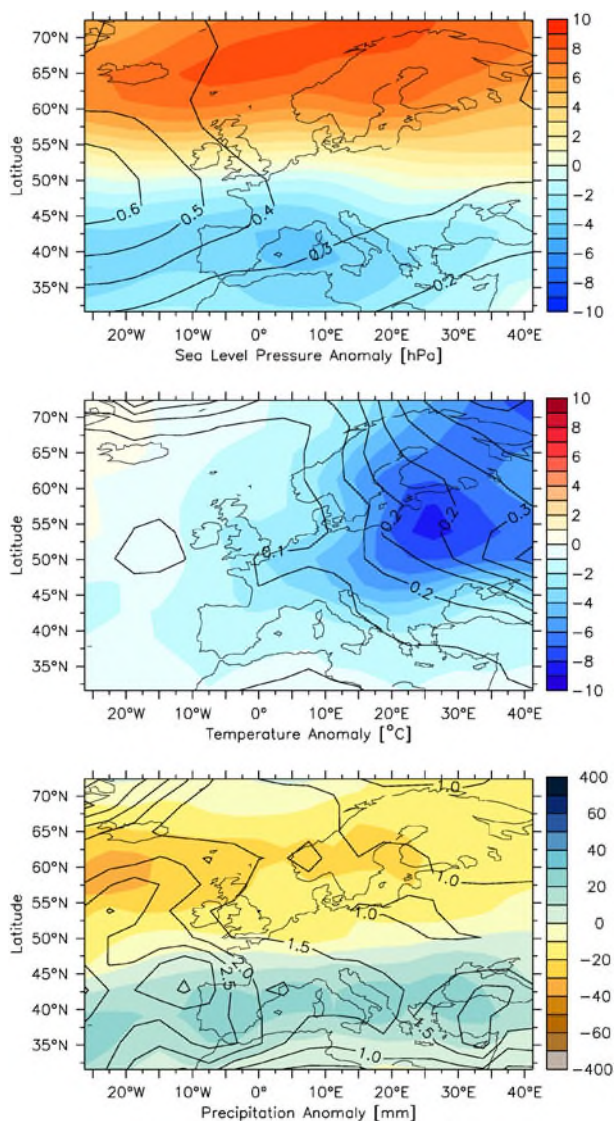 70°N
65°N
60°N
55°N
50°N
45°N
40°N
35°N
Latitude
0.6
0.5
0.4
0.3
0.2
20°W
10°W
0°
10°E
20°E
30°E
40°E
Sea Level Pressure Anomaly [hPa]
10
8
6
4
2
0
-2
-4
-6
-8
-10
70°N
65°N
60°N
55°N
50°N
45°N
40°N
35°N
Latitude
0.1
0.2
0.2
0.2
0.3
20°W
10°W
0°
10°E
20°E
30°E
40°E
Temperature Anomaly [°C]
10
8
6
4
2
0
-2
-4
-6
-8
-10
70°N
65°N
60°N
55°N
50°N
45°N
40°N
35°N
Latitude
1.0
1.0
1.0
1.5
2.0
2.5
1.0
20°W
10°W
0°
10°E
20°E
30°E
40°E
Precipitation Anomaly [mm]
400
80
60
40
20
0
-20
-40
-60
-80
-400